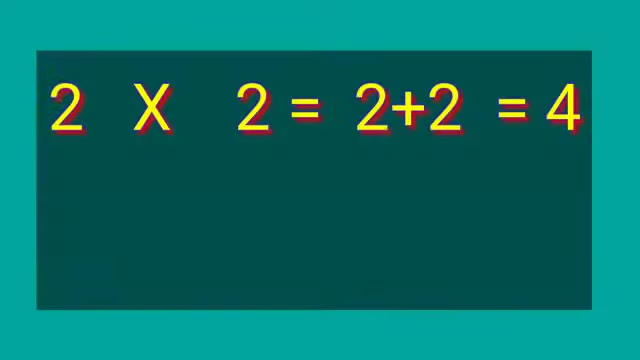 2 X 2 = 2+2 = 4